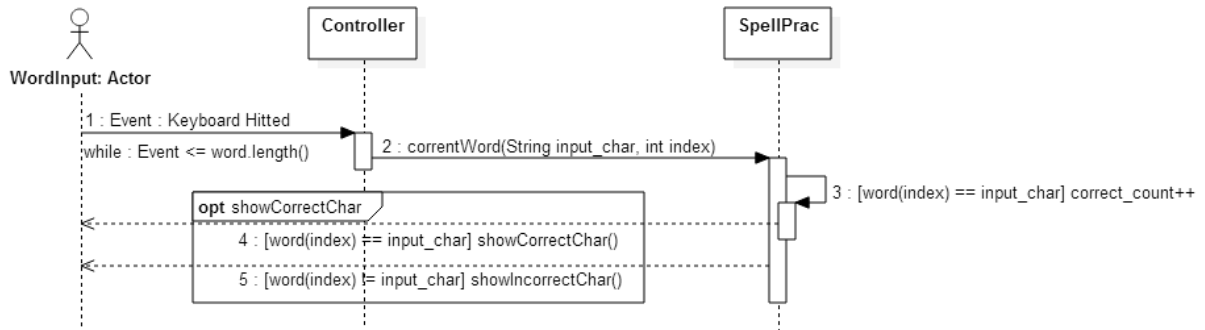 Controller
SpellPrac
WordInput: Actor
1 : Event : Keyboard Hitted
while : Event <= word.length()
2 : correntWord(String input_char, int index)
3 : [word(index) == input_char] correct_count++
opt showCorrectChar
4 : [word(index) == input_char] showCorrectChar()
5 : [word(index) != input_char] showIncorrectChar()